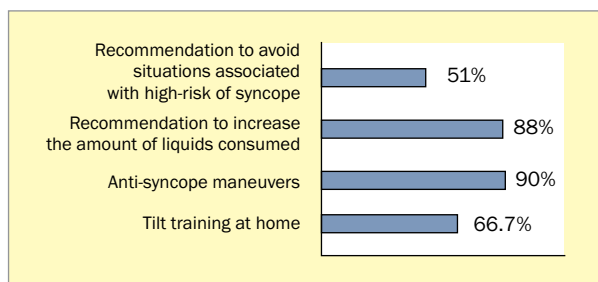 Recommendation to avoid
situations associated
with high-risk of syncope
51%
Recommendation to increase
the amount of liquids consumed
88%
Anti-syncope maneuvers
90%
Tilt training at home
66.7%